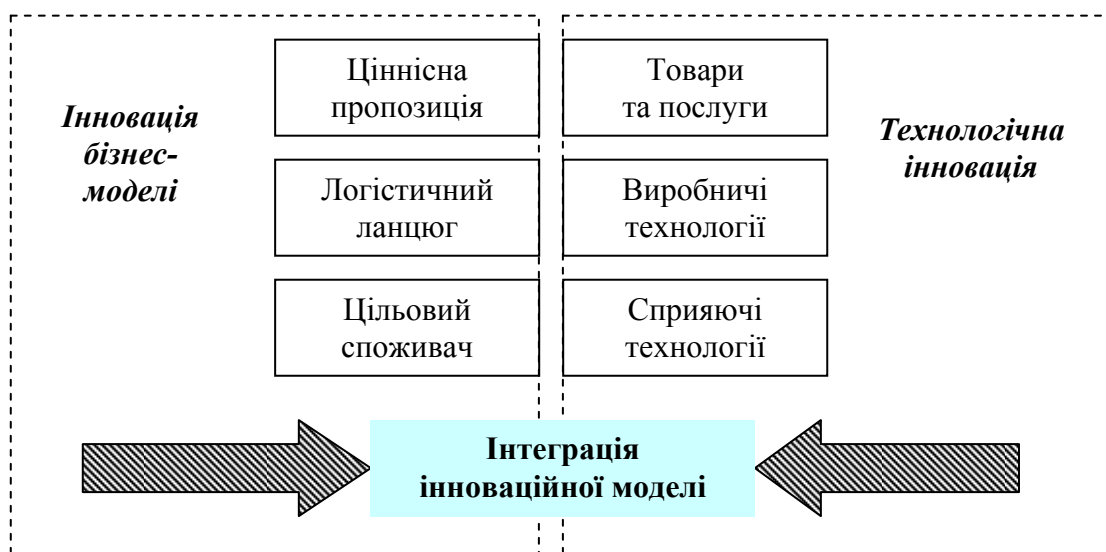 Інновація
бізнес-
моделі
Ціннісна
пропозиція
Логістичний
ланцюг
Цільовий
споживач
Товари
та послуги
Виробничі
технології
Сприяючі
технології
Технологічна
інновація
Інтеграція
інноваційної моделі